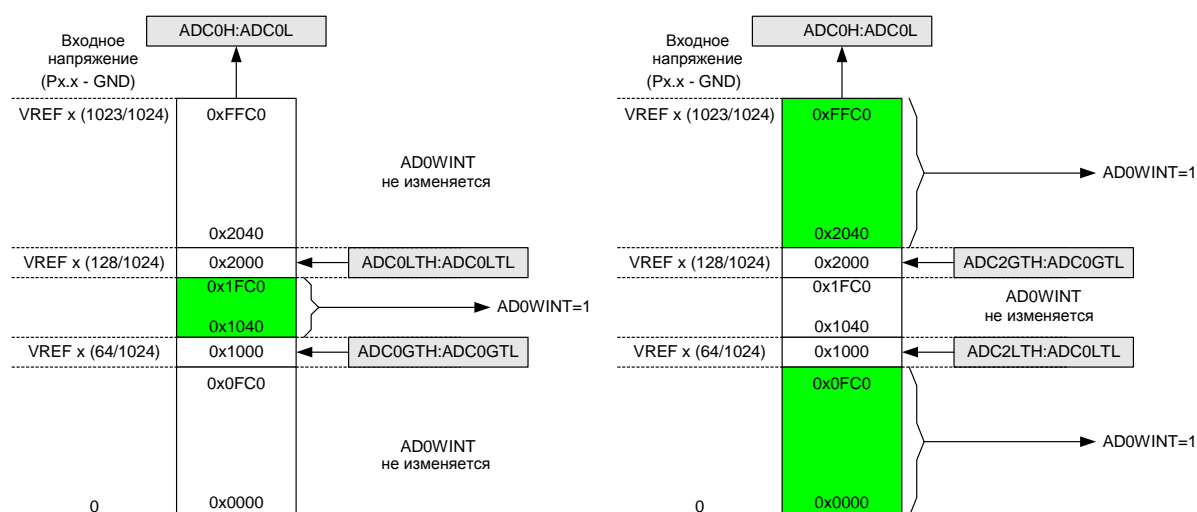 ADC0H:ADC0L
Входное
напряжение
(Px.x - GND)
VREF x (1023/1024)
0xFFC0
AD0WINT
не изменяется
0x2040
VREF x (128/1024)
0x2000
ADC0LTH:ADC0LTL
0x1FC0
AD0WINT=1
0x1040
VREF x (64/1024)
0x1000
ADC0GTH:ADC0GTL
0x0FC0
AD0WINT
не изменяется
0
0x0000
ADC0H:ADC0L
Входное
напряжение
(Px.x - GND)
VREF x (1023/1024)
0xFFC0
AD0WINT=1
0x2040
VREF x (128/1024)
0x2000
ADC2GTH:ADC0GTL
0x1FC0
AD0WINT
не изменяется
0x1040
VREF x (64/1024)
0x1000
ADC2LTH:ADC0LTL
0x0FC0
AD0WINT=1
0
0x0000